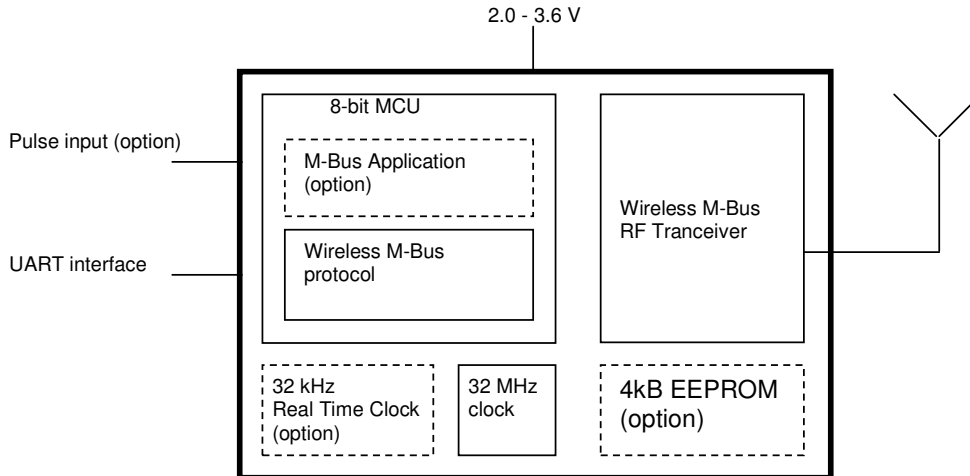 2.0 - 3.6 V
8-bit MCU
Pulse input (option)
M-Bus Application
(option)
Wireless M-Bus
RF Tranceiver
UART interface
Wireless M-Bus
protocol
32 kHz
Real Time Clock
(option)
32 MHz
clock
4kB EEPROM
(option)